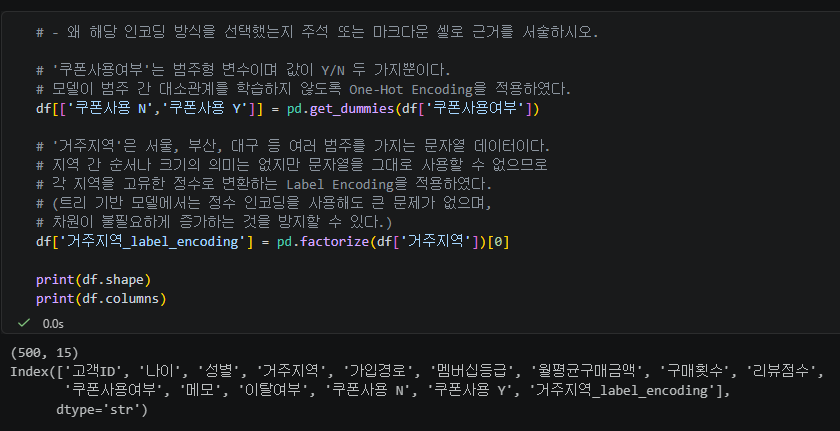 # - 왜 해당 인코딩 방식을 선택했는지 주석 또는 마크다운 셀로 근거를 서술하시오.
# '쿠폰사용여부'는 범주형 변수이며 값이 Y/N 두 가지뿐이다.
# 모델이 범주 간 대소관계를 학습하지 않도록 One-Hot Encoding을 적용하였다.
df[['쿠폰사용 N','쿠폰사용 Y']] = pd.get_dummies(df['쿠폰사용여부'])
# '거주지역'은 서울, 부산, 대구 등 여러 범주를 가지는 문자열 데이터이다.
# 지역 간 순서나 크기의 의미는 없지만 문자열을 그대로 사용할 수 없으므로
# 각 지역을 고유한 정수로 변환하는 Label Encoding을 적용하였다.
# (트리 기반 모델에서는 정수 인코딩을 사용해도 큰 문제가 없으며,
# 차원이 불필요하게 증가하는 것을 방지할 수 있다.)
df['거주지역_label_encoding'] = pd.factorize(df['거주지역'])[0]
print(df.shape)
print(df.columns)
0.0s
(500, 15)
Index(['고객ID', '나이', '성별', '거주지역', '가입경로', '멤버십등급', '월평균구매금액', '구매횟수', '리뷰점수',
'쿠폰사용여부', '메모', '이탈여부', '쿠폰사용 N', '쿠폰사용 Y', '거주지역_label_encoding'],
dtype='str')